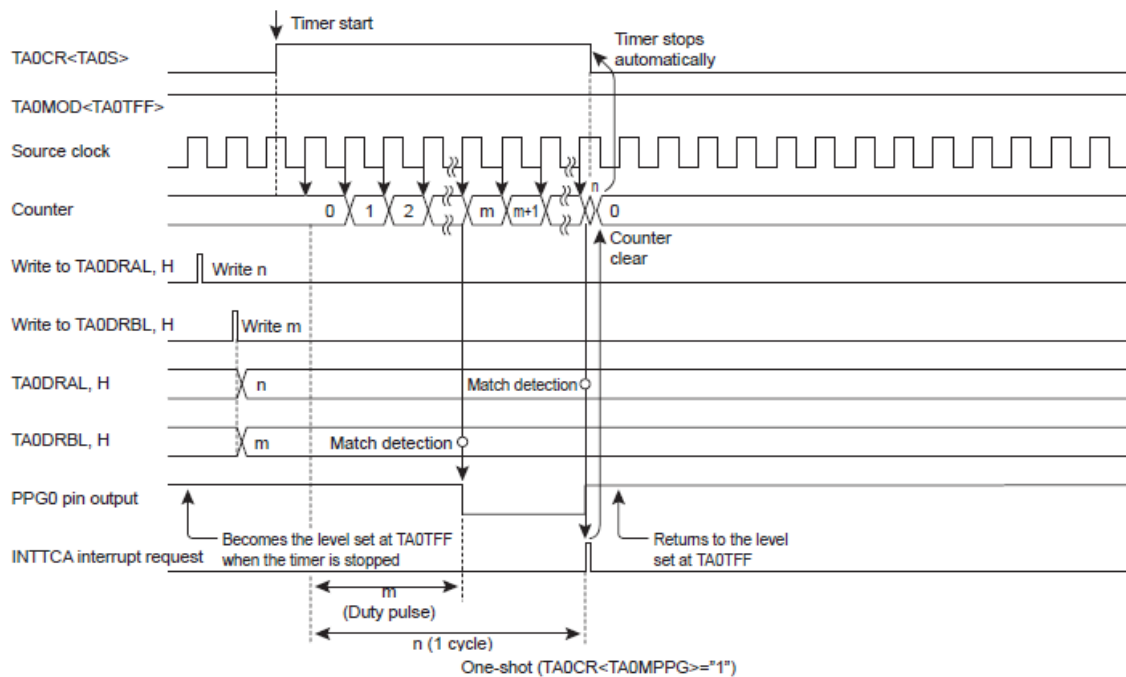 Timer start
TA0CR<TA0S>
Timer stops
automatically
TA0MOD<TA0TFF>
Source clock
n
Counter
0 1 2 m m+1 0
Counter
clear
Write to TA0DRAL, H
Write n
Write to TA0DRBL, H
Write m
TA0DRAL, H
n
Match detection
TA0DRBL, H
m
Match detection
PPG0 pin output
Becomes the level set at TA0TFF
when the timer is stopped
Returns to the level
set at TA0TFF
INTTCA interrupt request
m
(Duty pulse)
n (1 cycle)
One-shot (TA0CR<TA0MPPG>="1")